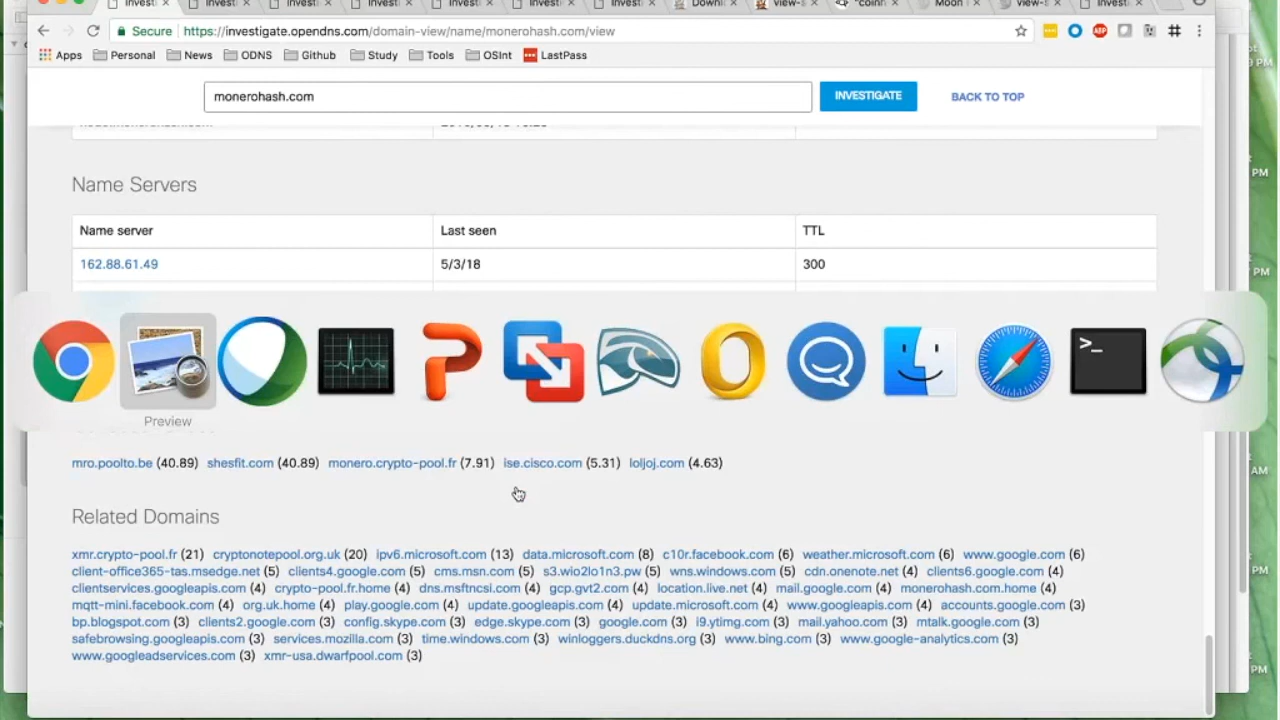 Investi × Investi × Investi × Investi × Investi × Investi × Investi × Downl × view-s × "coinh × Moon × view-s × Investi ×
Secure https://investigate.opendns.com/domain-view/name/monerohash.com/view
Apps Personal News ODNS Github Study Tools OSInt LastPass
monerohash.com INVESTIGATE BACK TO TOP
Name Servers
Name server Last seen TTL
162.88.61.49 5/3/18 300
Preview
mro.poolto.be (40.89) shesfit.com (40.89) monero.crypto-pool.fr (7.91) ise.cisco.com (5.31) loljoj.com (4.63)
Related Domains
xmr.crypto-pool.fr (21) cryptonotepool.org.uk (20) ipv6.microsoft.com (13) data.microsoft.com (8) c10r.facebook.com (6) weather.microsoft.com (6) www.google.com (6)
client-office365-tas.msedge.net (5) clients4.google.com (5) cms.msn.com (5) s3.wio2lo1n3.pw (5) wns.windows.com (5) cdn.onenote.net (4) clients6.google.com (4)
clientservices.googleapis.com (4) crypto-pool.fr.home (4) dns.msftncsi.com (4) gcp.gvt2.com (4) location.live.net (4) mail.google.com (4) monerohash.com.home (4)
mqtt-mini.facebook.com (4) org.uk.home (4) play.google.com (4) update.googleapis.com (4) update.microsoft.com (4) www.googleapis.com (4) accounts.google.com (3)
bp.blogspot.com (3) clients2.google.com (3) config.skype.com (3) edge.skype.com (3) google.com (3) i9.ytimg.com (3) mail.yahoo.com (3) mtalk.google.com (3)
safebrowsing.googleapis.com (3) services.mozilla.com (3) time.windows.com (3) winloggers.duckdns.org (3) www.bing.com (3) www.google-analytics.com (3)
www.googleadservices.com (3) xmr-usa.dwarfpool.com (3)